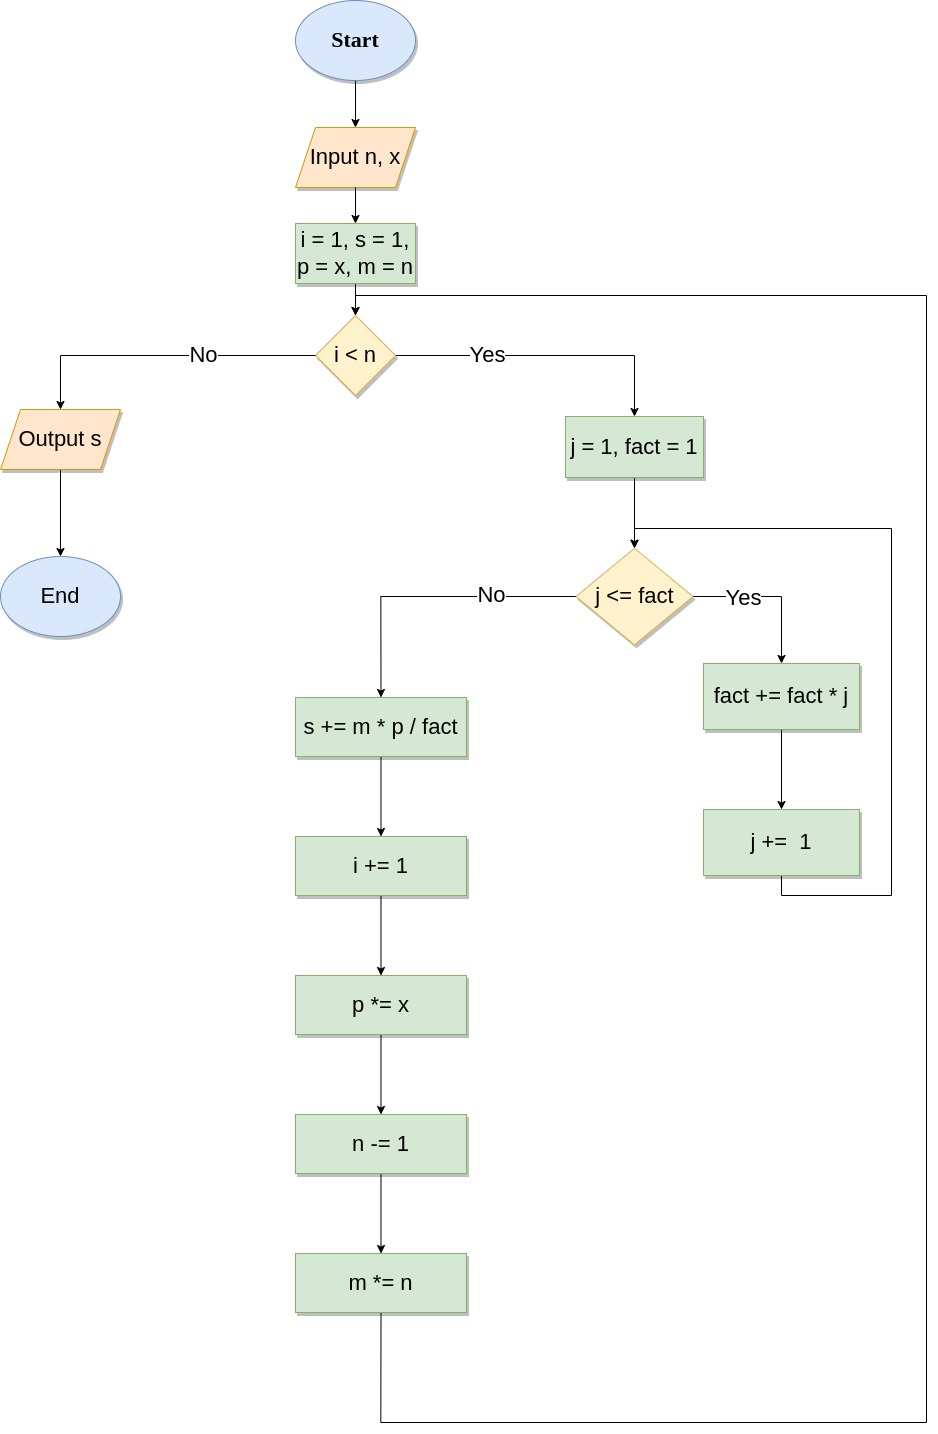 Start
Input n, x
i = 1, s = 1,
p = x, m = n
i < n
No
Yes
Output s
End
j = 1, fact = 1
j <= fact
No
Yes
fact += fact * j
j += 1
s += m * p / fact
i += 1
p *= x
n -= 1
m *= n